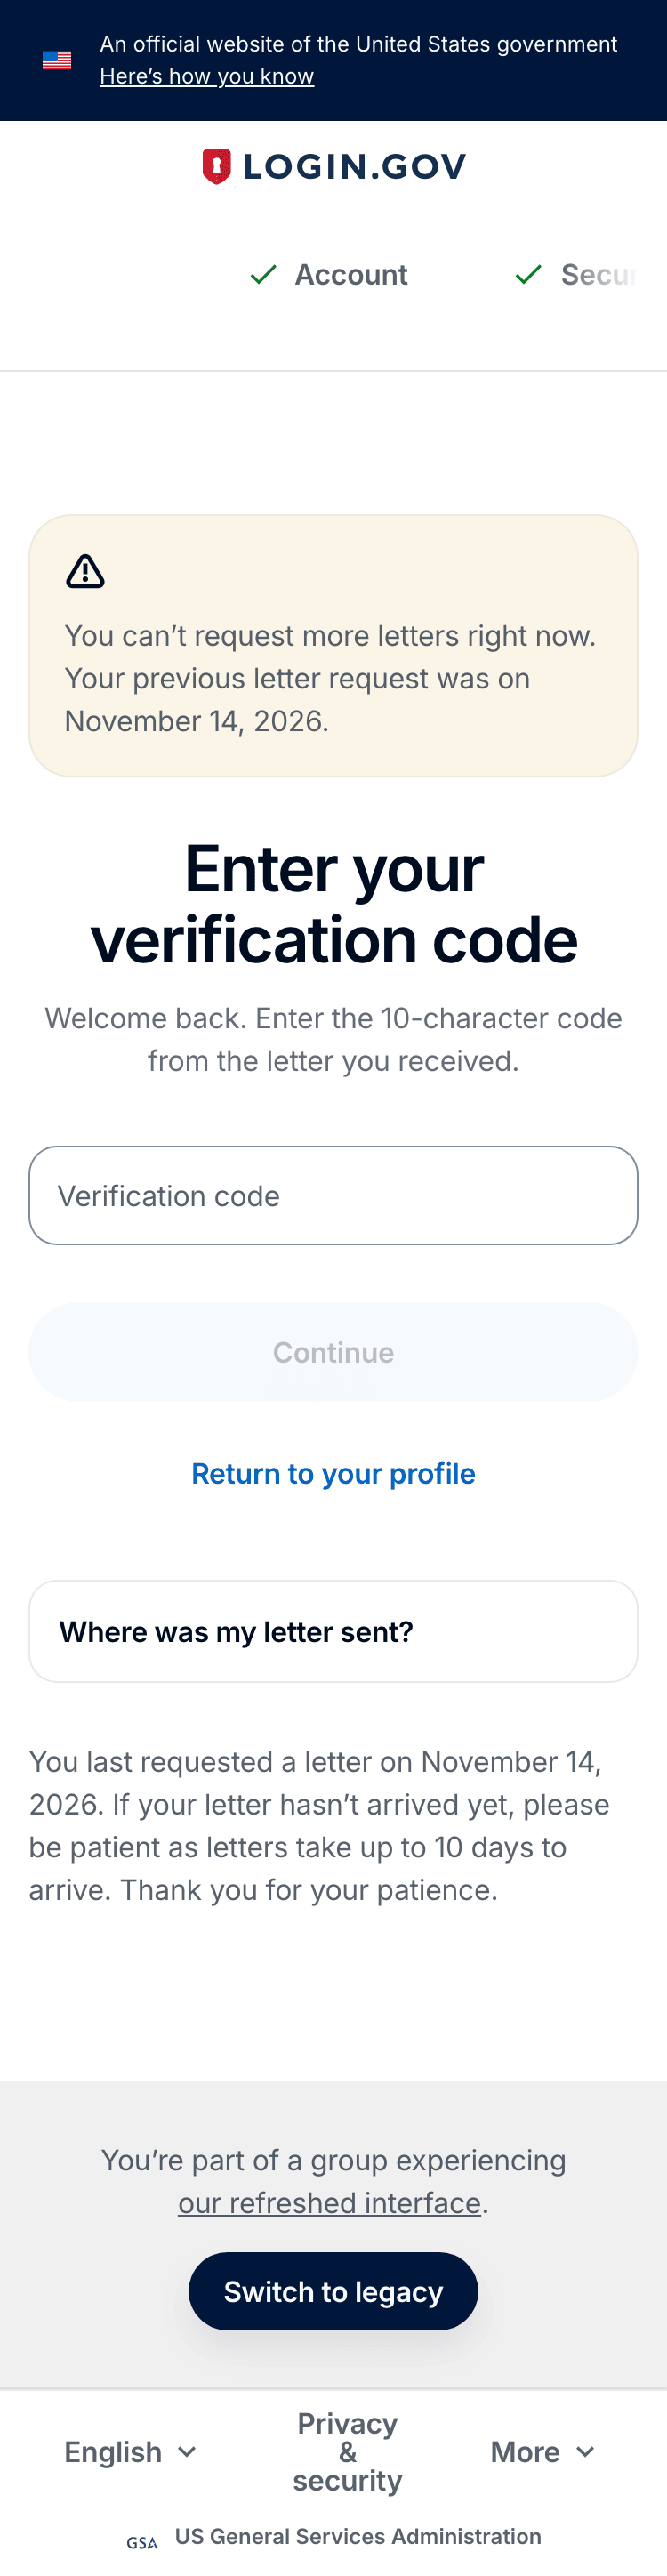 An official website of the United States government
Here’s how you know
LOGIN.GOV
Account
Secur
You can’t request more letters right now.
Your previous letter request was on
November 14, 2026.
Enter your
verification code
Welcome back. Enter the 10-character code
from the letter you received.
Verification code
Continue
Return to your profile
Where was my letter sent?
You last requested a letter on November 14,
2026. If your letter hasn’t arrived yet, please
be patient as letters take up to 10 days to
arrive. Thank you for your patience.
You’re part of a group experiencing
our refreshed interface.
Switch to legacy
English
Privacy
&
security
More
GSA US General Services Administration